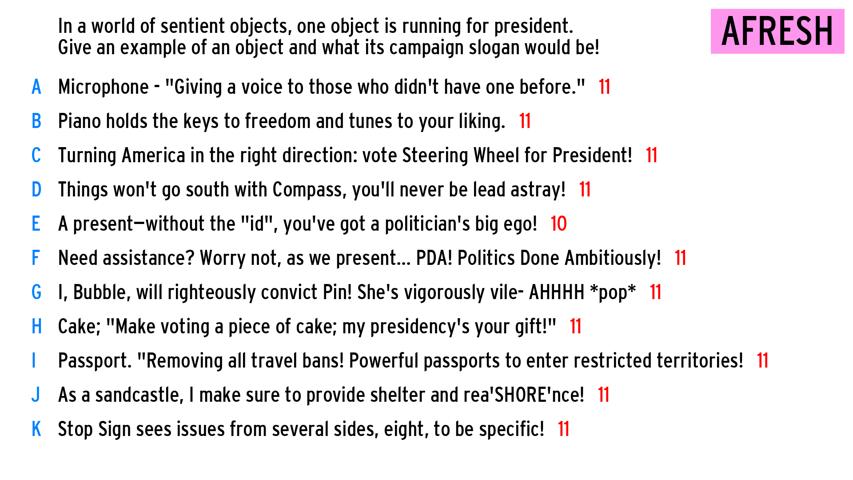 In a world of sentient objects, one object is running for president.
Give an example of an object and what its campaign slogan would be!
AFRESH
A Microphone - "Giving a voice to those who didn't have one before." 11
B Piano holds the keys to freedom and tunes to your liking. 11
C Turning America in the right direction: vote Steering Wheel for President! 11
D Things won't go south with Compass, you'll never be lead astray! 11
E A present—without the "id", you've got a politician's big ego! 10
F Need assistance? Worry not, as we present... PDA! Politics Done Ambitiously! 11
G I, Bubble, will righteously convict Pin! She's vigorously vile- AHHHH *pop* 11
H Cake; "Make voting a piece of cake; my presidency's your gift!" 11
I Passport. "Removing all travel bans! Powerful passports to enter restricted territories! 11
J As a sandcastle, I make sure to provide shelter and rea'SHORE'nce! 11
K Stop Sign sees issues from several sides, eight, to be specific! 11